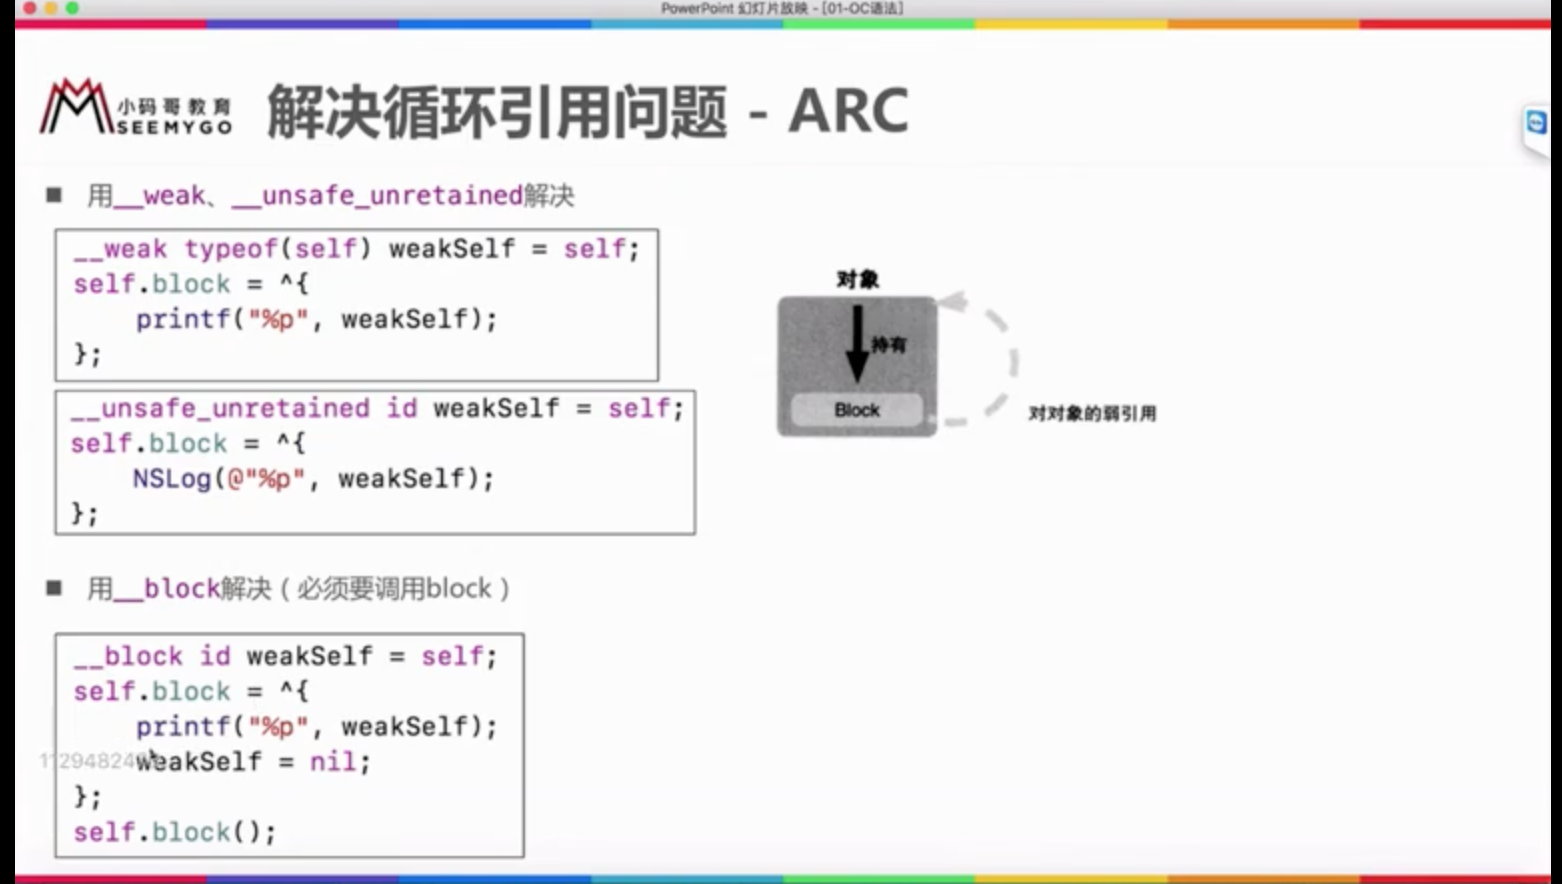 PowerPoint 幻灯片放映 - [01-OC语法]
小码哥教育
SEEMYGO
解决循环引用问题 - ARC
■ 用__weak、__unsafe_unretained解决
__weak typeof(self) weakSelf = self;
self.block = ^{
printf("%p", weakSelf);
};
__unsafe_unretained id weakSelf = self;
self.block = ^{
NSLog(@"%p", weakSelf);
};
对象
持有
Block
对对象的弱引用
■ 用__block解决（必须要调用block）
__block id weakSelf = self;
self.block = ^{
printf("%p", weakSelf);
weakSelf = nil;
};
self.block();